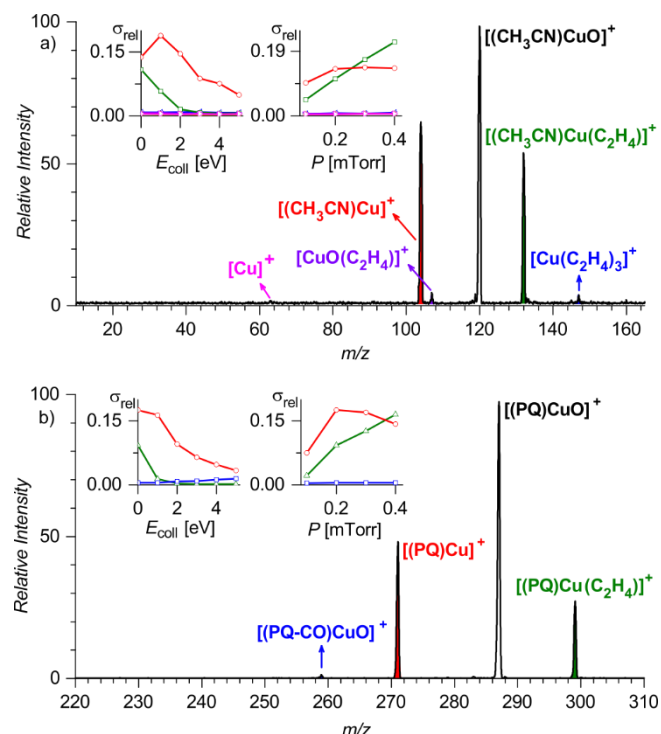 a)
σrel
0.15
0.00
0 2 4
Ecoll [eV]
σrel
0.19
0.00
0.2 0.4
P [mTorr]
[(CH3CN)CuO]+
[(CH3CN)Cu(C2H4)]+
[(CH3CN)Cu]+
[CuO(C2H4)]+
[Cu]+
[Cu(C2H4)3]+
100
50
0
Relative Intensity
20 40 60 80 100 120 140 160
m/z
b)
σrel
0.15
0.00
0 2 4
Ecoll [eV]
σrel
0.15
0.00
0.2 0.4
P [mTorr]
[(PQ)CuO]+
[(PQ)Cu]+
[(PQ)Cu(C2H4)]+
[(PQ-CO)CuO]+
100
50
0
Relative Intensity
220 230 240 250 260 270 280 290 300 310
m/z